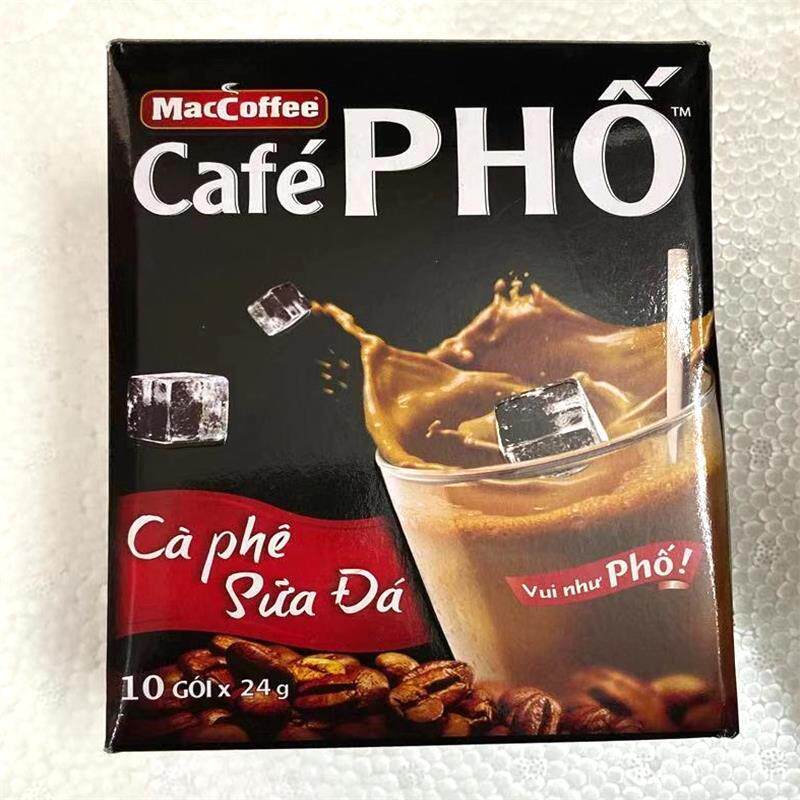 MacCoffee®
Café PHỐ™
Cà phê
Sữa Đá
Vui như Phố!
10 GÓI x 24g